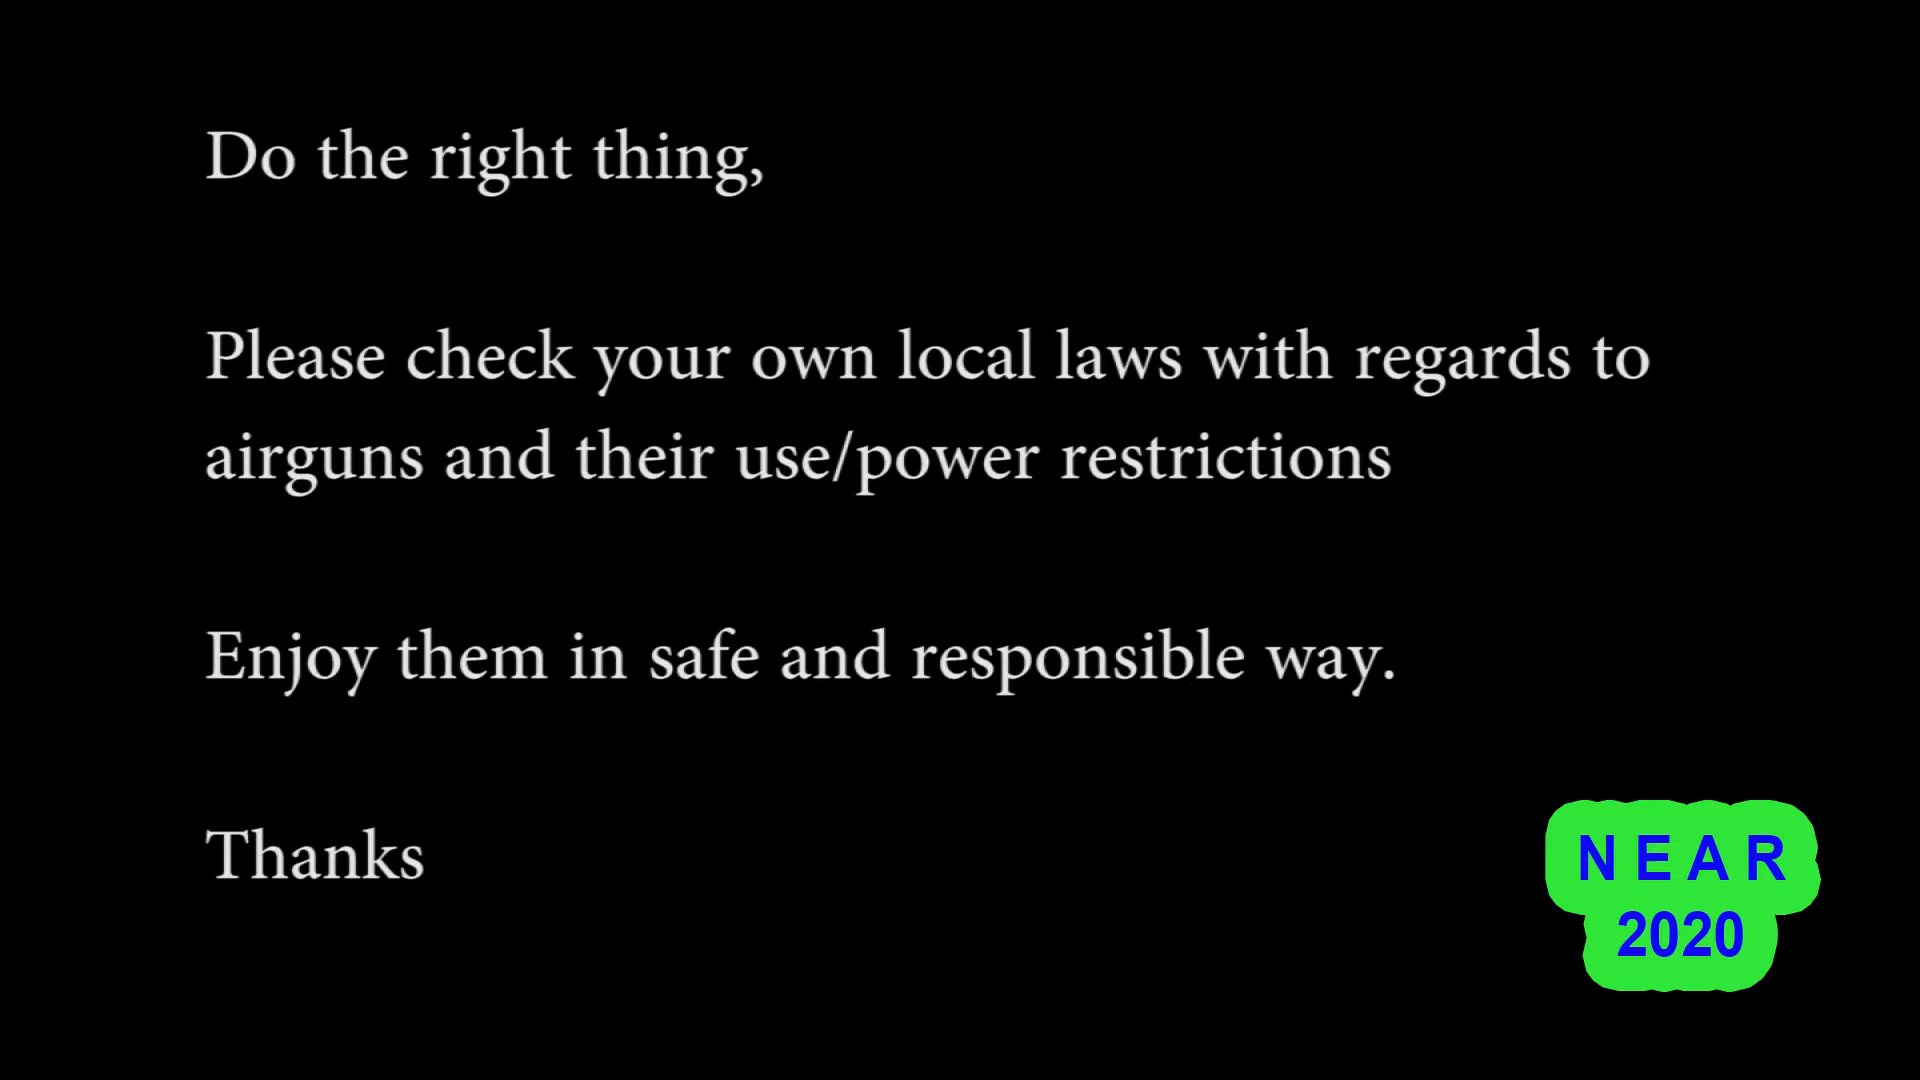 Do the right thing,
Please check your own local laws with regards to
airguns and their use/power restrictions
Enjoy them in safe and responsible way.
Thanks
N E A R
2020